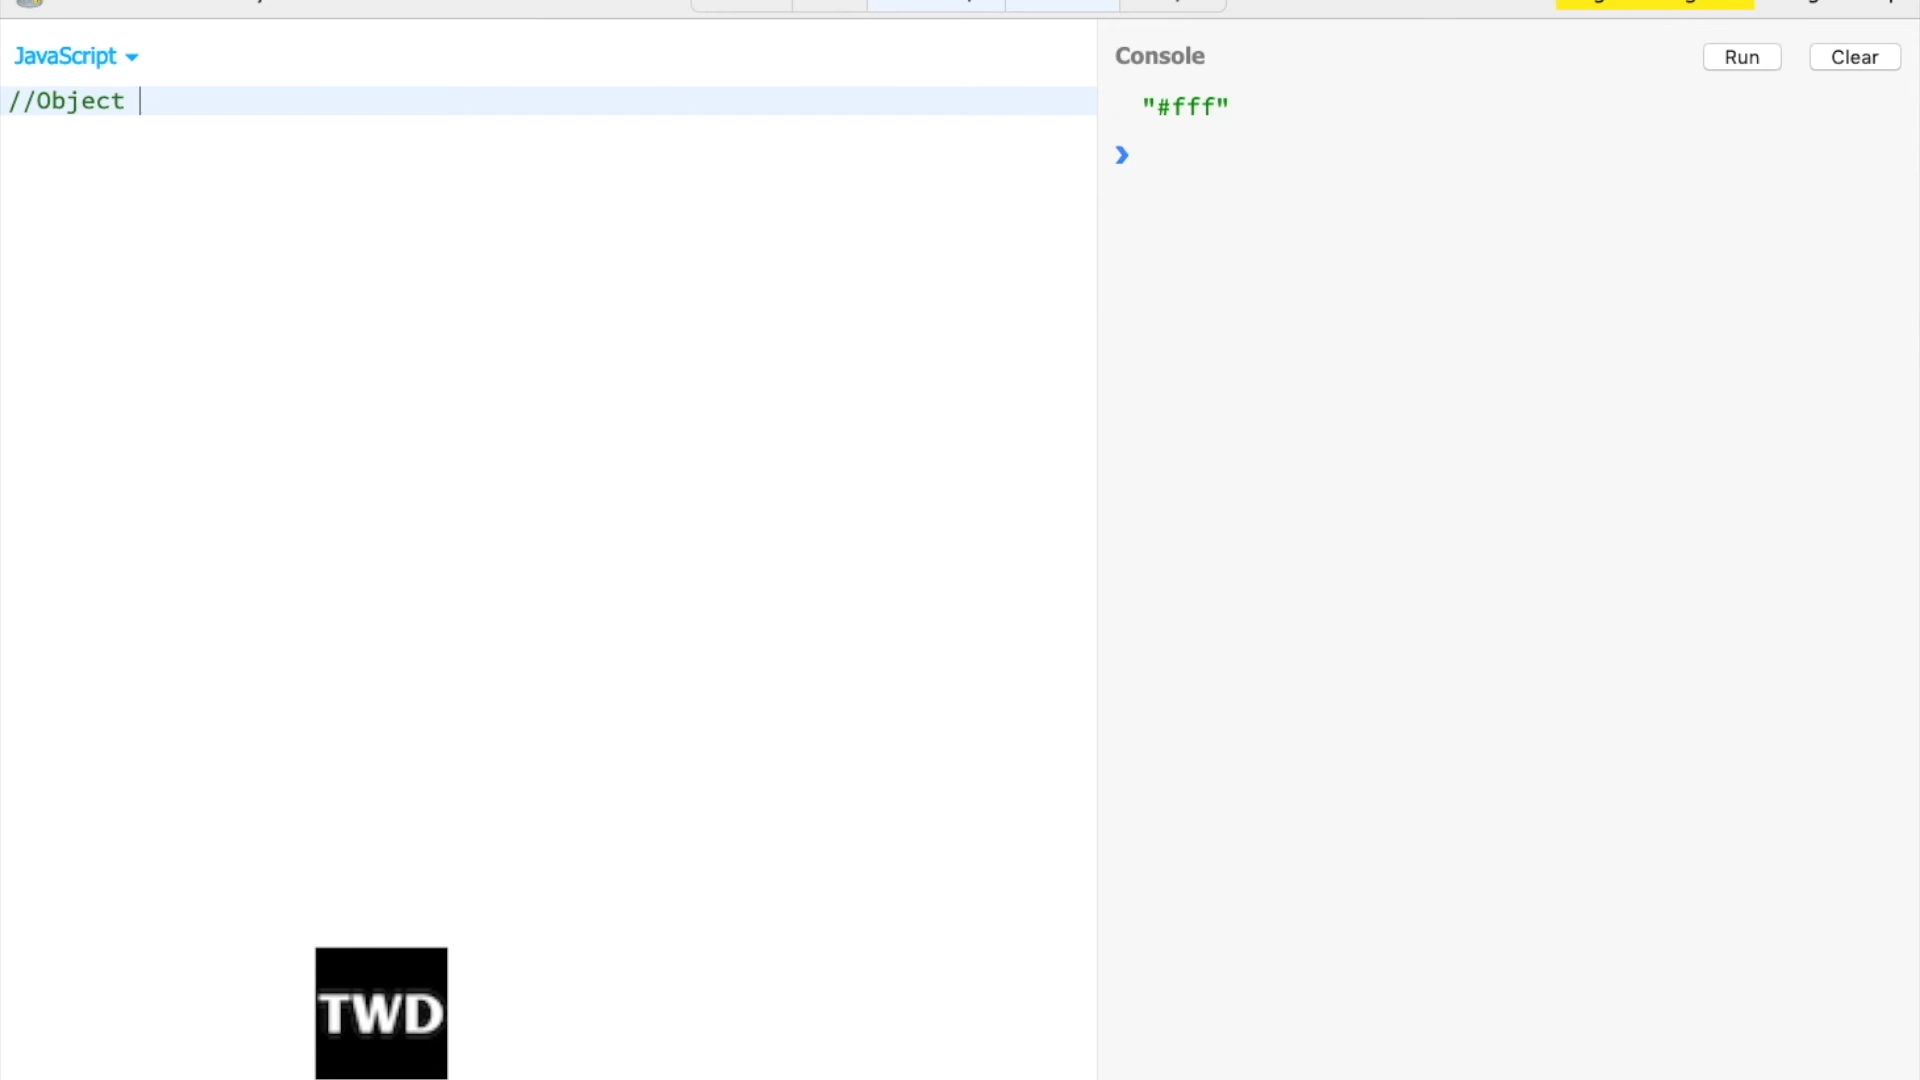 JavaScript
Console
Run
Clear
//Object
"#fff"
TWD